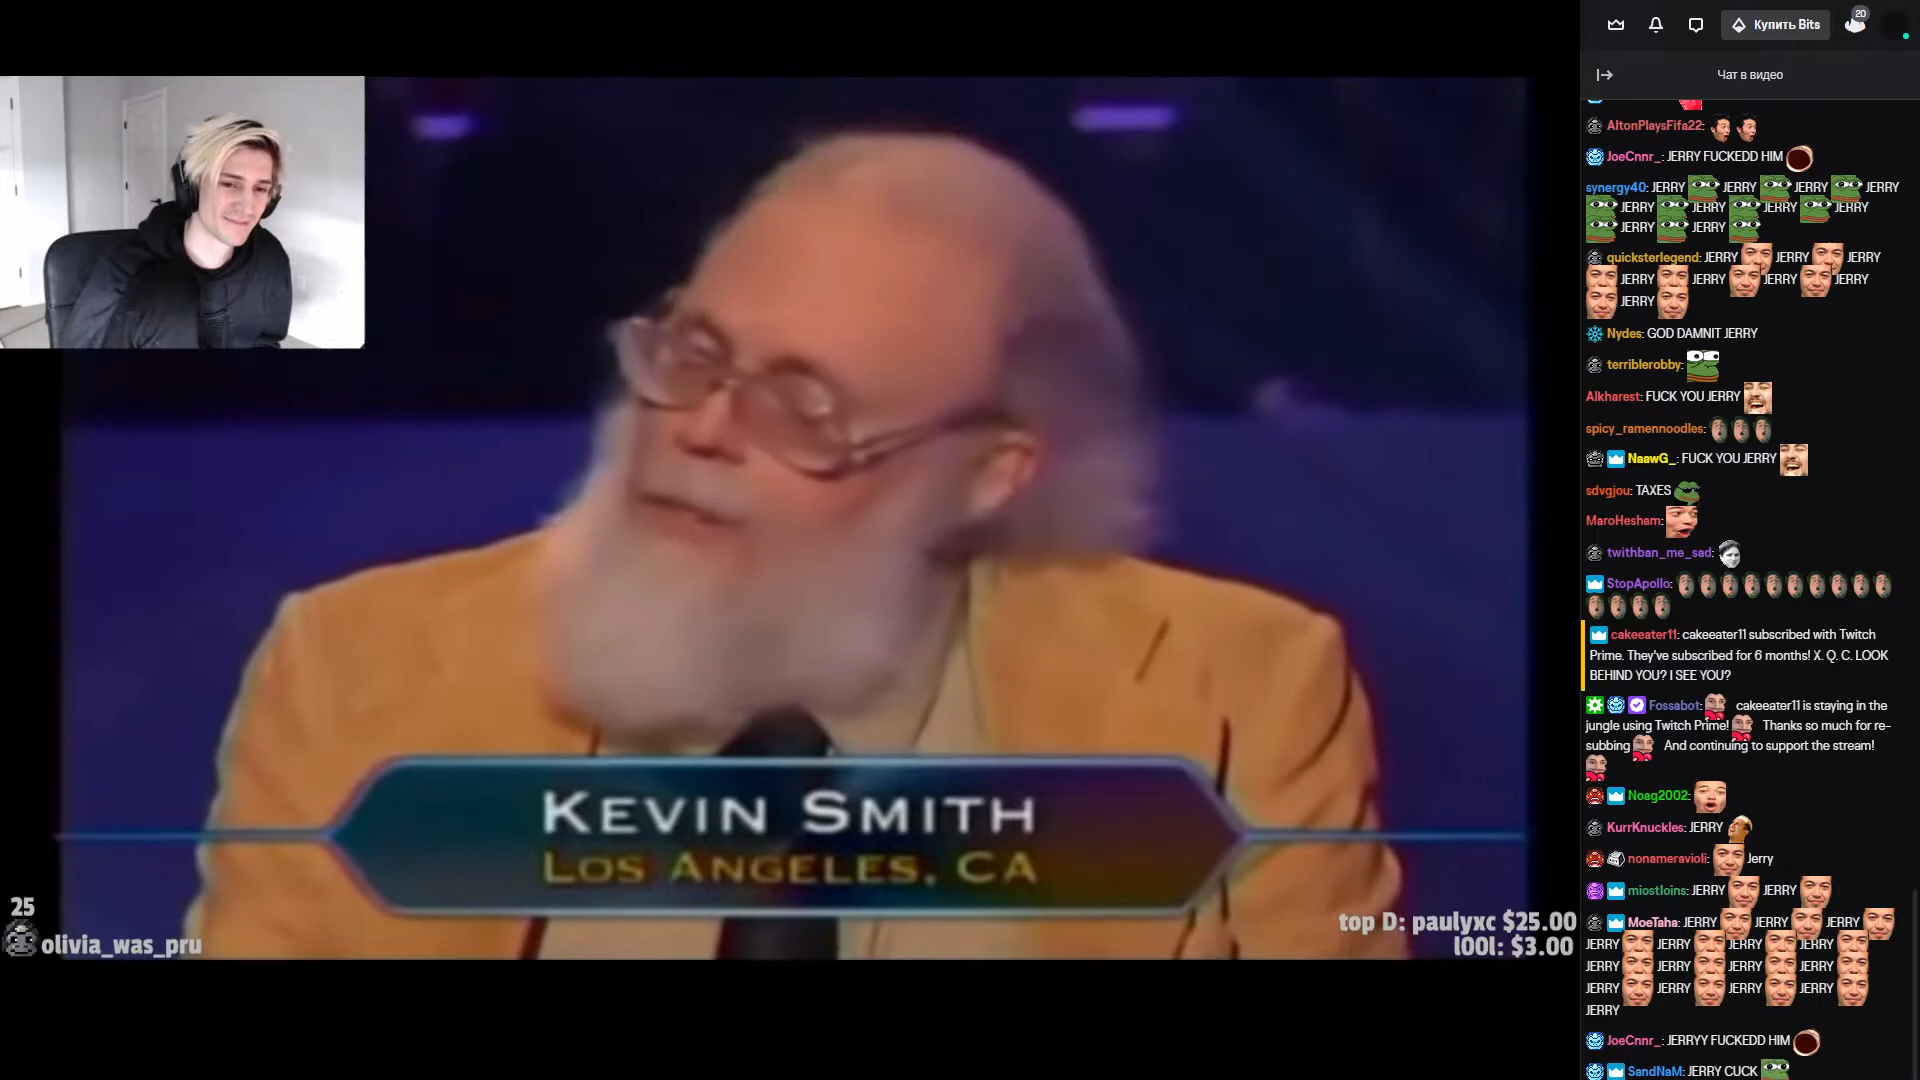 20
Купить Bits
Чат в видео
AltonPlaysFifa22:
JoeCnnr_: JERRY FUCKEDD HIM
synergy40: JERRY JERRY JERRY JERRY
JERRY JERRY JERRY JERRY
JERRY JERRY
quicksterlegend: JERRY JERRY JERRY
JERRY JERRY JERRY JERRY
JERRY
Nydes: GOD DAMNIT JERRY
terriblerobby:
Alkharest: FUCK YOU JERRY
spicy_ramennoodles:
NaawG_: FUCK YOU JERRY
sdvgjou: TAXES
MaroHesham:
twithban_me_sad:
StopApollo:
cakeeater11: cakeeater11 subscribed with Twitch
Prime. They've subscribed for 6 months! X. Q. C. LOOK
BEHIND YOU? I SEE YOU?
Fossabot: cakeeater11 is staying in the
jungle using Twitch Prime! Thanks so much for re-
subbing And continuing to support the stream!
Noag2002:
KurrKnuckles: JERRY
nonameravioli: Jerry
miostloins: JERRY JERRY
MoeTaha: JERRY JERRY JERRY
JERRY JERRY JERRY JERRY
JERRY JERRY JERRY JERRY
JERRY JERRY JERRY JERRY
JERRY
JoeCnnr_: JERRYY FUCKEDD HIM
SandNaM: JERRY CUCK
KEVIN SMITH
LOS ANGELES, CA
25
olivia_was_pru
top D: paulyxc $25.00
l00l: $3.00